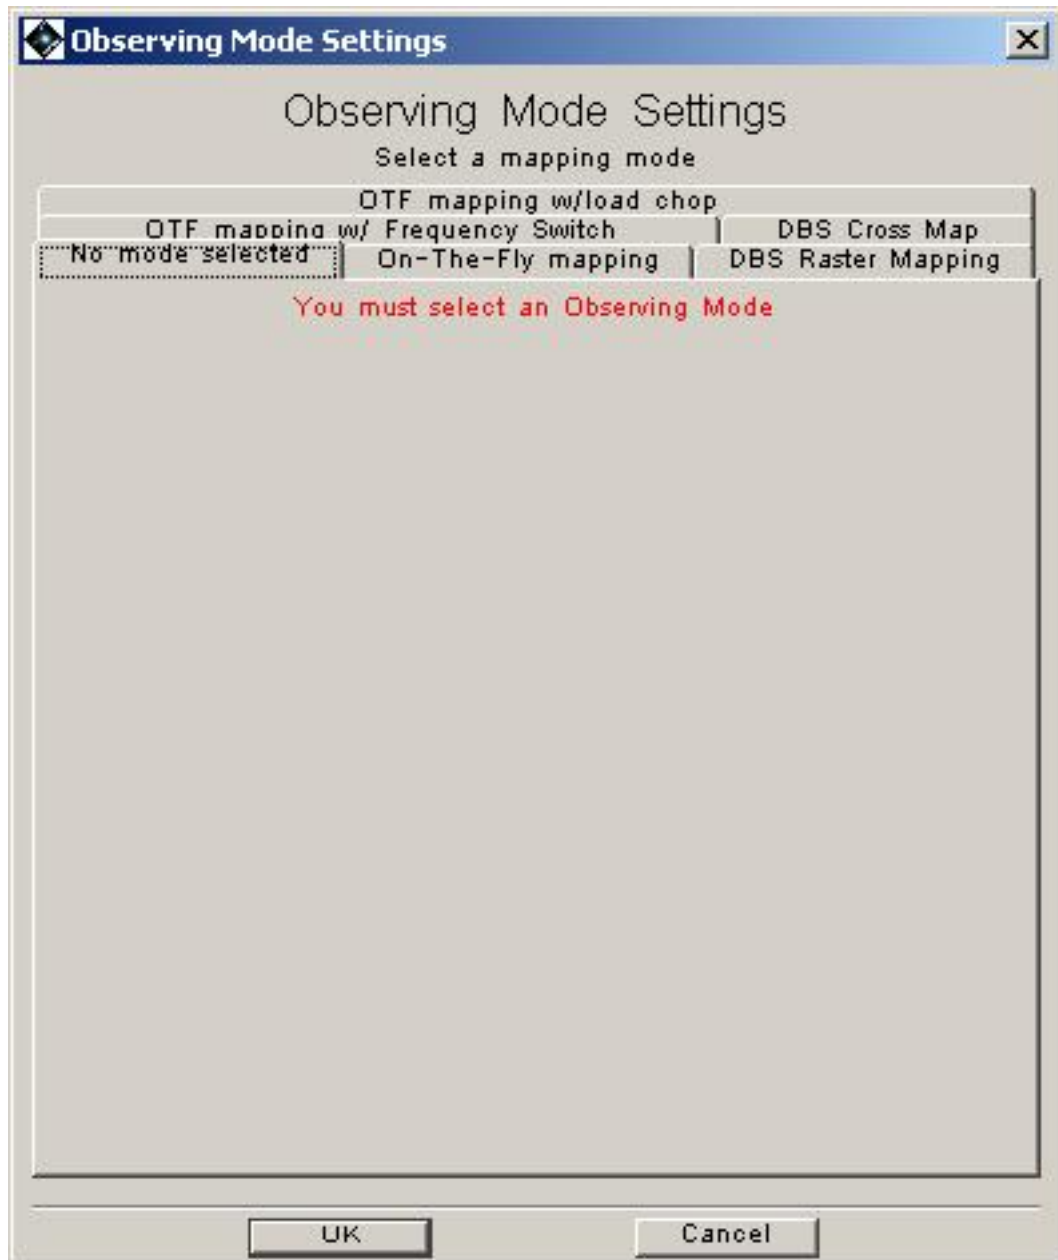 Observing Mode Settings
Observing Mode Settings
Select a mapping mode
OTF mapping w/load chop
OTF mapping w/ Frequency Switch
DBS Cross Map
No mode selected
On-The-Fly mapping
DBS Raster Mapping
You must select an Observing Mode
OK
Cancel